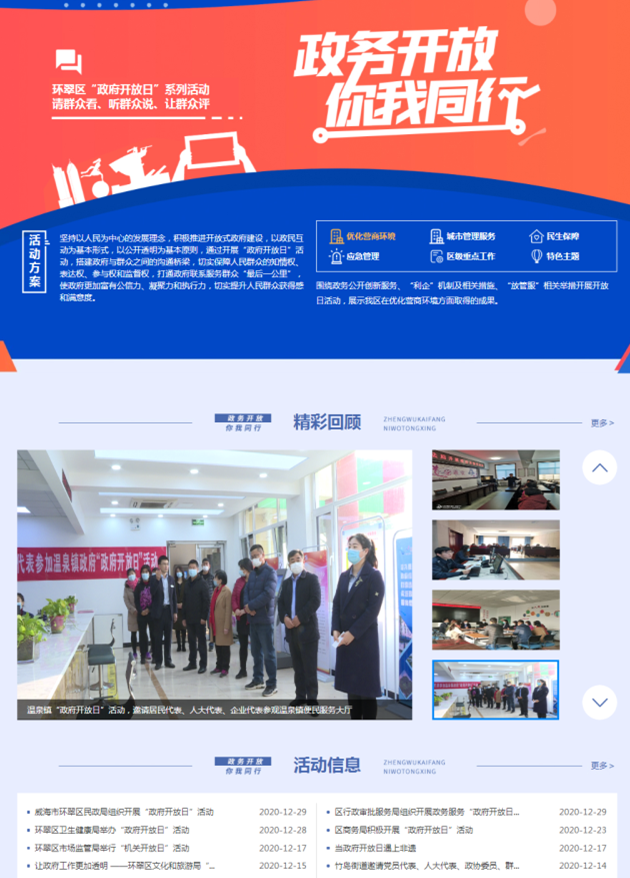 政务开放
你我同行
环翠区“政府开放日”系列活动
请群众看、听群众说、让群众评
活动方案
坚持以人民为中心的发展理念，积极推进开放式政府建设，以政民互
动为基本形式，以公开透明为基本原则，通过开展“政府开放日”活
动，搭建政府与群众之间的沟通桥梁，切实保障人民群众的知情权、
表达权、参与权和监督权，打通政府联系服务群众“最后一公里”，
使政府更加富有公信力、凝聚力和执行力，切实提升人民群众获得感
和满意度。
优化营商环境 城市管理服务 民生保障
应急管理 区级重点工作 特色主题
围绕政务公开创新服务、“利企”机制及相关措施、“放管服”相关举措开展开放
日活动，展示我区在优化营商环境方面取得的成果。
政务开放
你我同行
精彩回顾
ZHENGWUKAIFANG
NIWOTONGXING
更多>
代表参加温泉镇政府“政府开放日”活动
温泉镇“政府开放日”活动，邀请居民代表、人大代表、企业代表参观温泉镇便民服务大厅
政务开放
你我同行
活动信息
ZHENGWUKAIFANG
NIWOTONGXING
更多>
威海市环翠区民政局组织开展“政府开放日”活动 2020-12-29
环翠区卫生健康局举办“政府开放日”活动 2020-12-28
环翠区市场监管局举行“机关开放日”活动 2020-12-17
让政府工作更加透明 ——环翠区文化和旅游局“... 2020-12-15
区行政审批服务局组织开展政务服务“政府开放日... 2020-12-29
区商务局积极开展“政府开放日”活动 2020-12-23
当政府开放日遇上非遗 2020-12-17
竹岛街道邀请党员代表、人大代表、政协委员、群... 2020-12-14